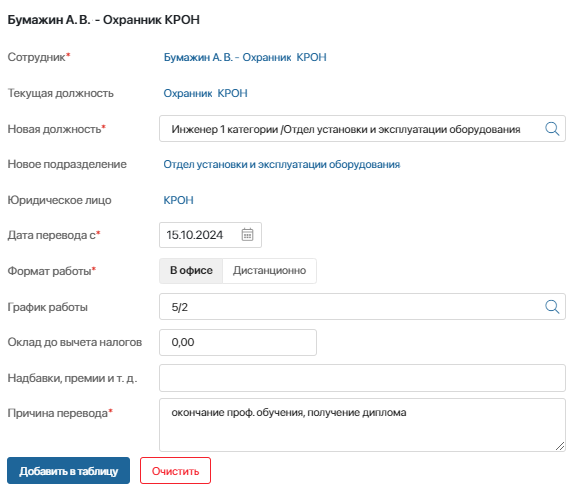 Бумажин А. В. - Охранник КРОН
Сотрудник* Бумажин А. В. - Охранник КРОН
Текущая должность Охранник КРОН
Новая должность* Инженер 1 категории /Отдел установки и эксплуатации оборудования
Новое подразделение Отдел установки и эксплуатации оборудования
Юридическое лицо КРОН
Дата перевода с* 15.10.2024
Формат работы* В офисе Дистанционно
График работы 5/2
Оклад до вычета налогов 0,00
Надбавки, премии и т. д.
Причина перевода* окончание проф. обучения, получение диплома
Добавить в таблицу Очистить